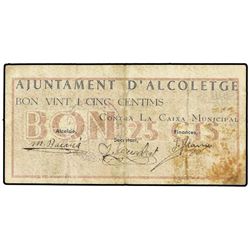 AJUNTAMENT D'ALCOLETGE
BON VINT I CINC CENTIMS
Contra La Caixa Municipal
BON 25 CTS
Alcalde, Secretari, Finances,